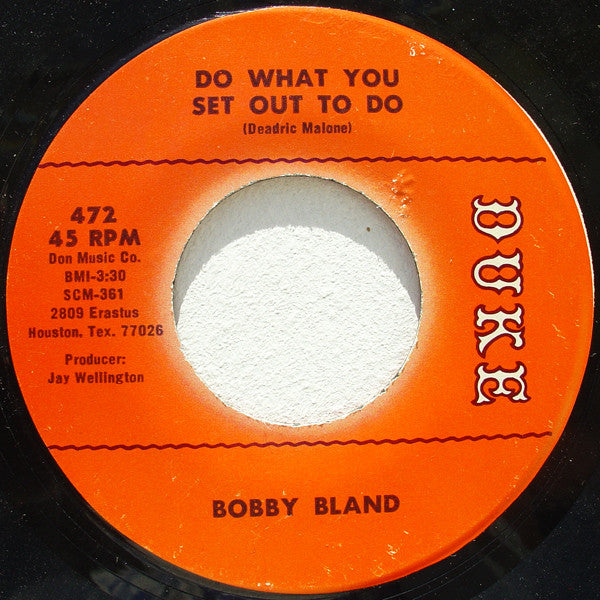 DO WHAT YOU
SET OUT TO DO
(Deadric Malone)
472
45 RPM
Don Music Co.
BMI-3:30
SCM-361
2809 Erastus
Houston, Tex. 77026
Producer:
Jay Wellington
DUKE
BOBBY BLAND